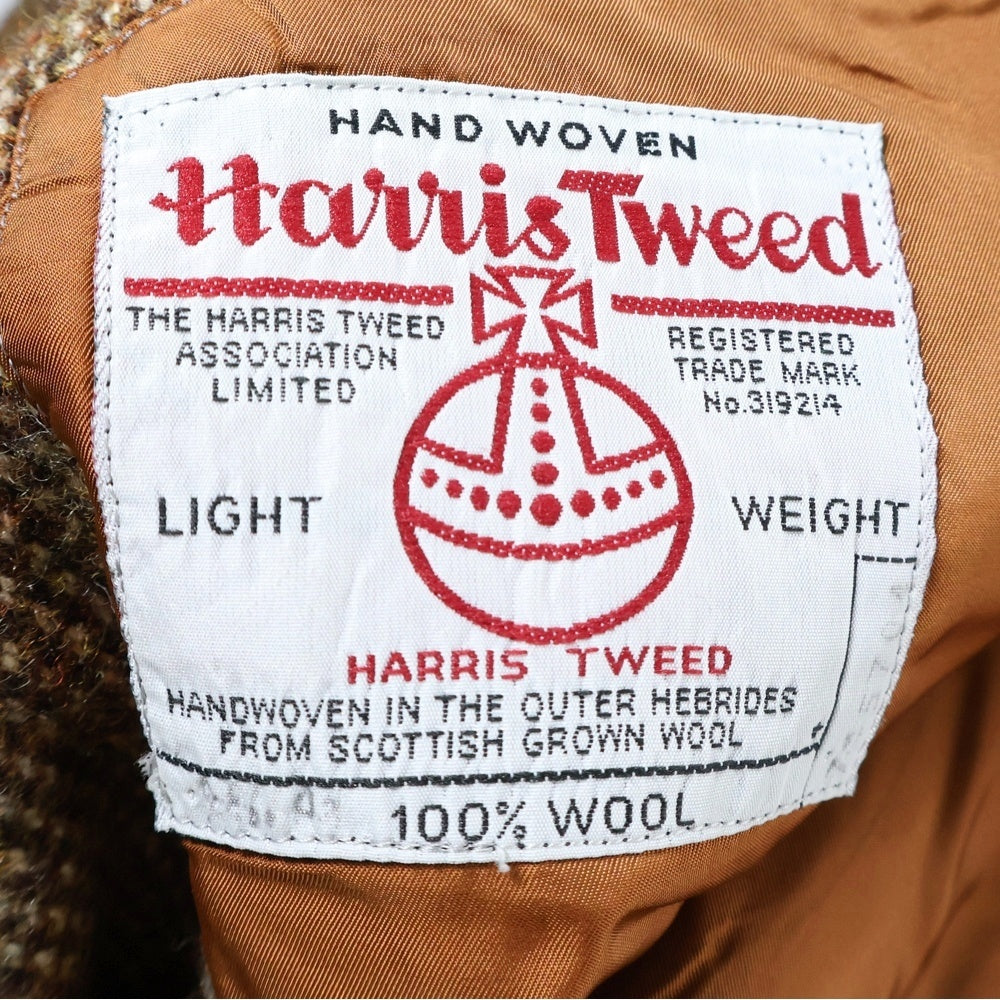 HAND WOVEN
Harris Tweed
THE HARRIS TWEED
ASSOCIATION
LIMITED
REGISTERED
TRADE MARK
No.319214
LIGHT WEIGHT
HARRIS TWEED
HANDWOVEN IN THE OUTER HEBRIDES
FROM SCOTTISH GROWN WOOL
100% WOOL